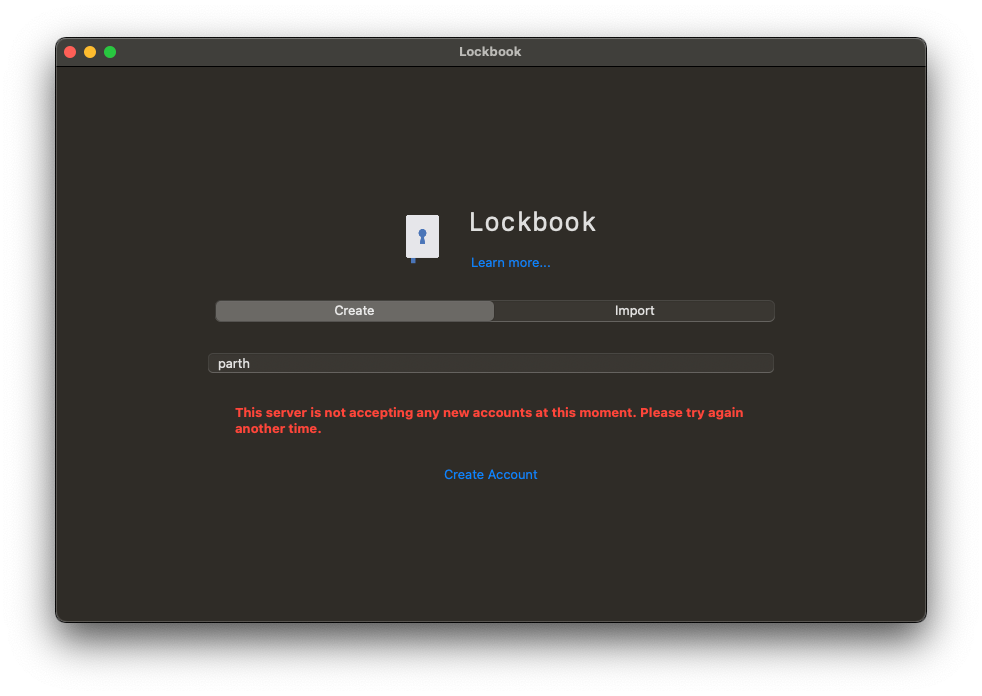 Lockbook
Lockbook
Learn more...
Create
Import
parth
This server is not accepting any new accounts at this moment. Please try again
another time.
Create Account